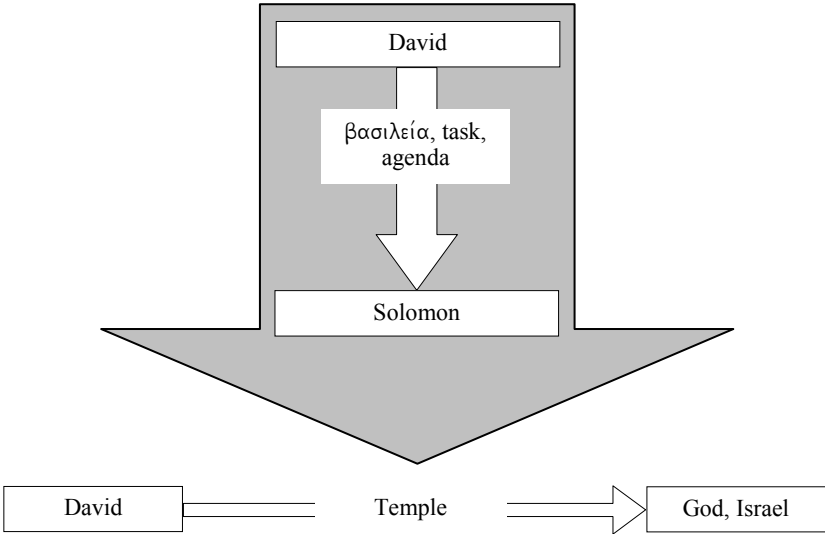 David
βασιλεία, task,
agenda
Solomon
David Temple God, Israel